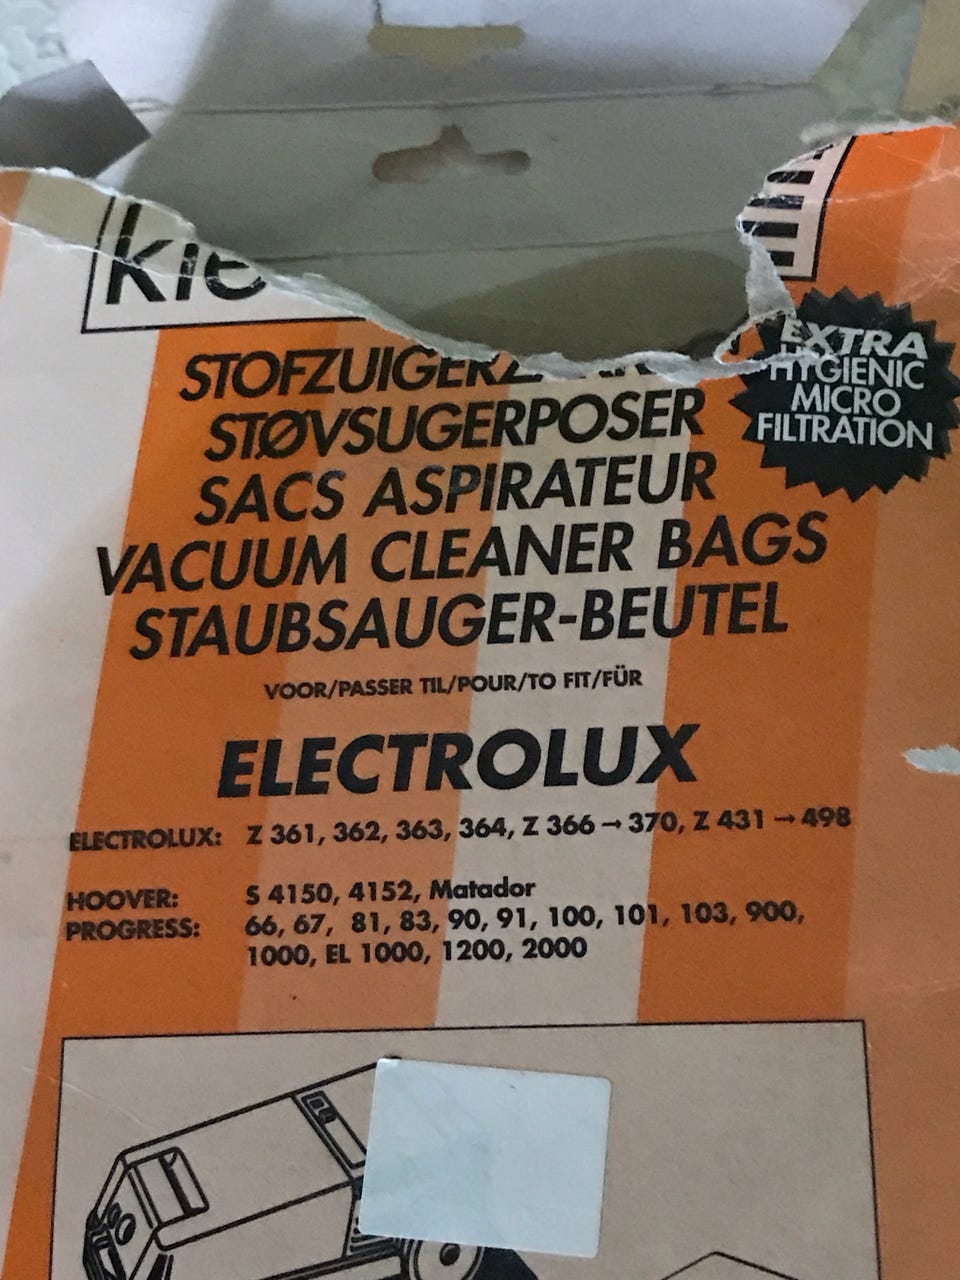 kie
STOFZUIGERZ
STØVSUGERPOSER
SACS ASPIRATEUR
VACUUM CLEANER BAGS
STAUBSAUGER-BEUTEL
EXTRA
HYGIENIC
MICRO
FILTRATION
VOOR/PASSER TIL/POUR/TO FIT/FÜR
ELECTROLUX
ELECTROLUX: Z 361, 362, 363, 364, Z 366 → 370, Z 431 → 498
HOOVER: S 4150, 4152, Matador
PROGRESS: 66, 67, 81, 83, 90, 91, 100, 101, 103, 900,
1000, EL 1000, 1200, 2000